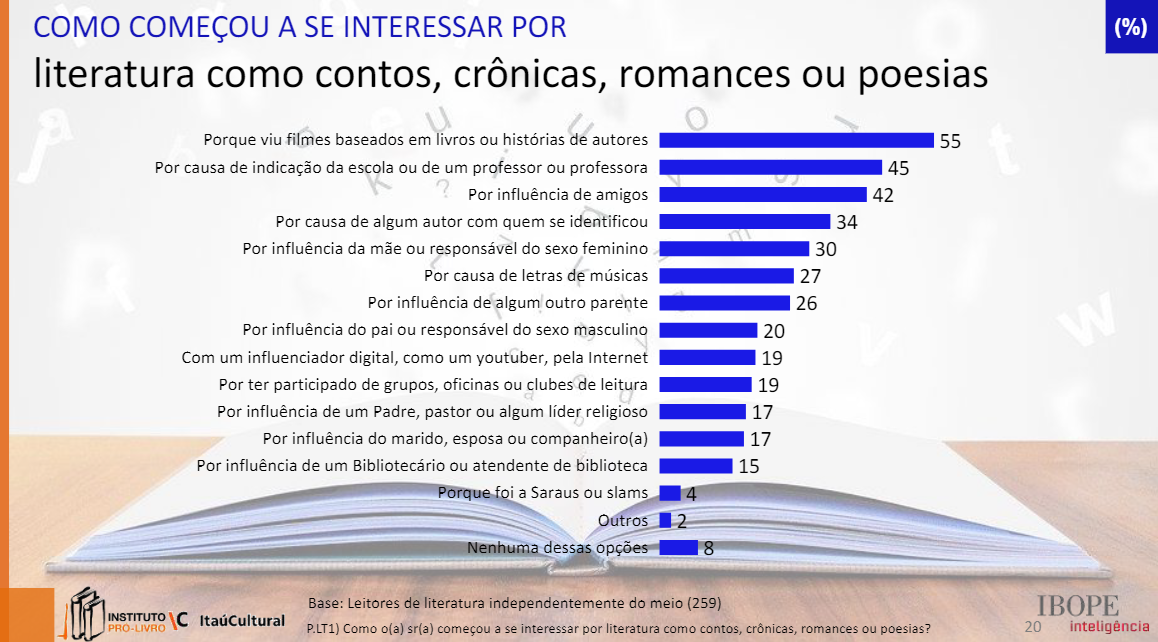 COMO COMEÇOU A SE INTERESSAR POR
(%)
literatura como contos, crônicas, romances ou poesias
Porque viu filmes baseados em livros ou histórias de autores 55
Por causa de indicação da escola ou de um professor ou professora 45
Por influência de amigos 42
Por causa de algum autor com quem se identificou 34
Por influência da mãe ou responsável do sexo feminino 30
Por causa de letras de músicas 27
Por influência de algum outro parente 26
Por influência do pai ou responsável do sexo masculino 20
Com um influenciador digital, como um youtuber, pela Internet 19
Por ter participado de grupos, oficinas ou clubes de leitura 19
Por influência de um Padre, pastor ou algum líder religioso 17
Por influência do marido, esposa ou companheiro(a) 17
Por influência de um Bibliotecário ou atendente de biblioteca 15
Porque foi a Saraus ou slams 4
Outros 2
Nenhuma dessas opções 8
Base: Leitores de literatura independentemente do meio (259)
P.LT1) Como o(a) sr(a) começou a se interessar por literatura como contos, crônicas, romances ou poesias?
INSTITUTO
PRÓ-LIVRO
ItaúCultural
IBOPE
inteligência
20